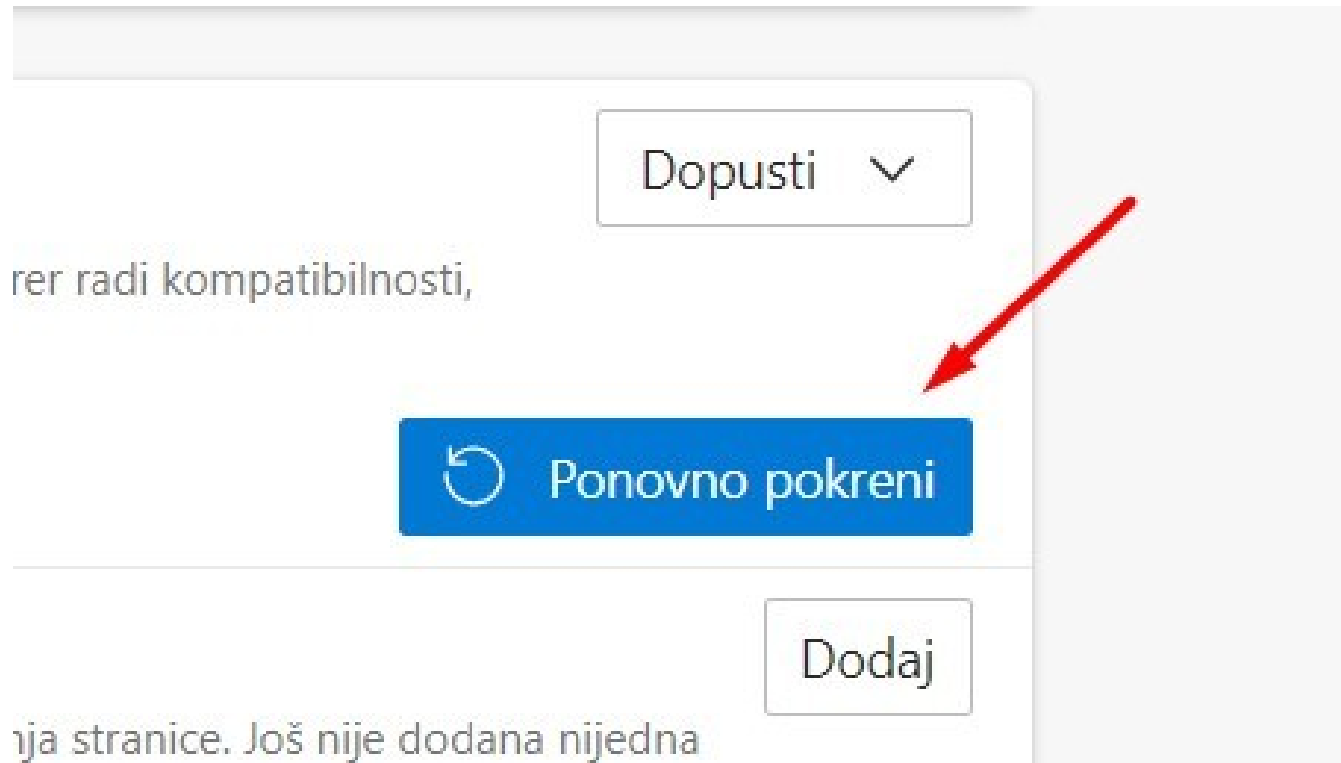 Dopusti
rer radi kompatibilnosti,
Ponovno pokreni
Dodaj
nja stranice. Još nije dodana nijedna